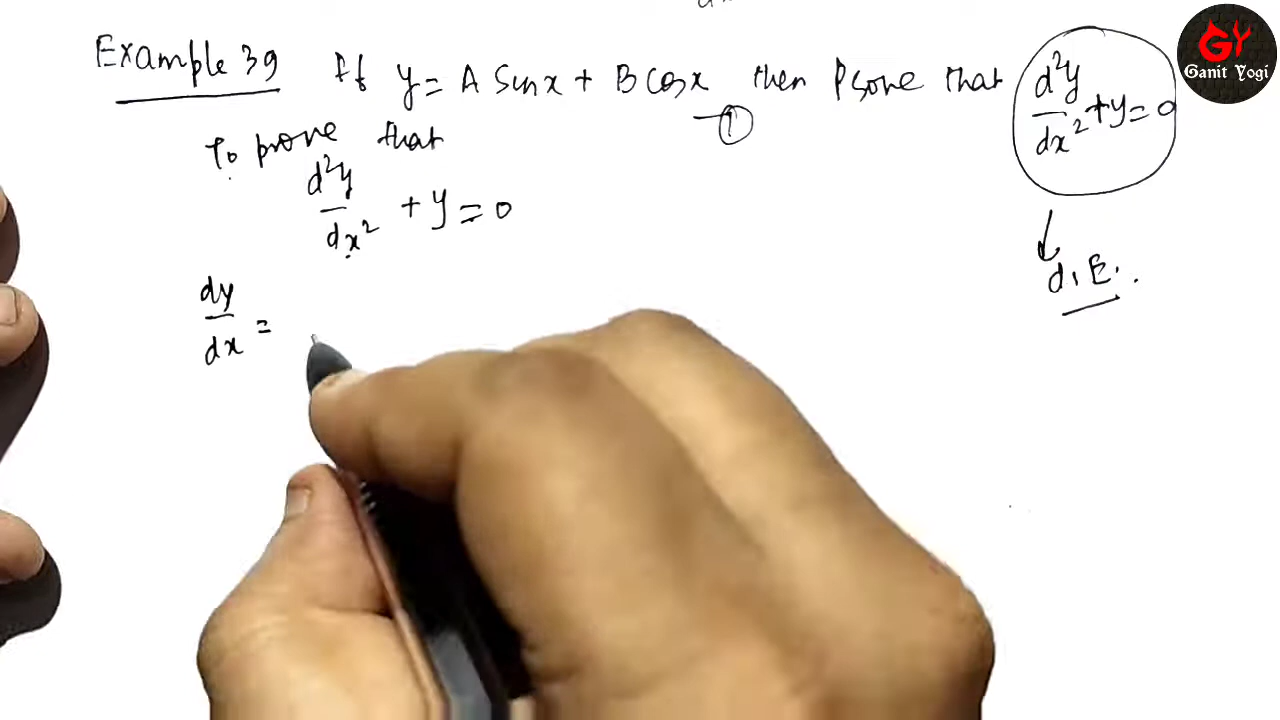 Example 39 If y = A Sinx + B Cosx then Prove that d²y/dx² + y = 0
①
To prove that
d²y/dx² + y = 0
d.E.
dy/dx =
GY
Ganit Yogi